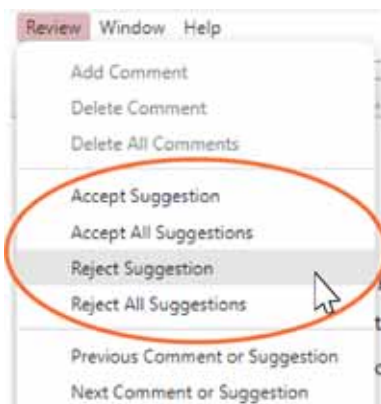 Review Window Help
Add Comment
Delete Comment
Delete All Comments
Accept Suggestion
Accept All Suggestions
Reject Suggestion
Reject All Suggestions
Previous Comment or Suggestion
Next Comment or Suggestion